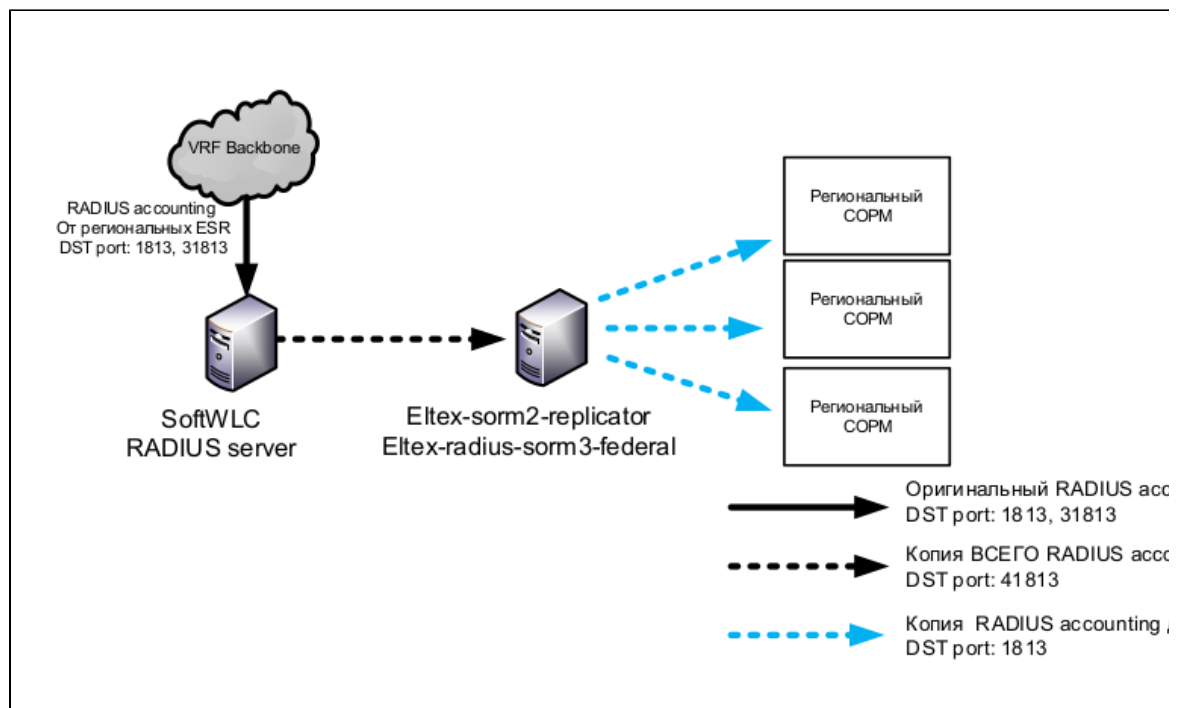 VRF Backbone
RADIUS accounting
От региональных ESR
DST port: 1813, 31813
SoftWLC
RADIUS server
Eltex-sorm2-replicator
Eltex-radius-sorm3-federal
Региональный
СОРМ
Региональный
СОРМ
Региональный
СОРМ
Оригинальный RADIUS
DST port: 1813, 31813
Копия ВСЕГО RADIUS
DST port: 41813
Копия RADIUS accounting
DST port: 1813